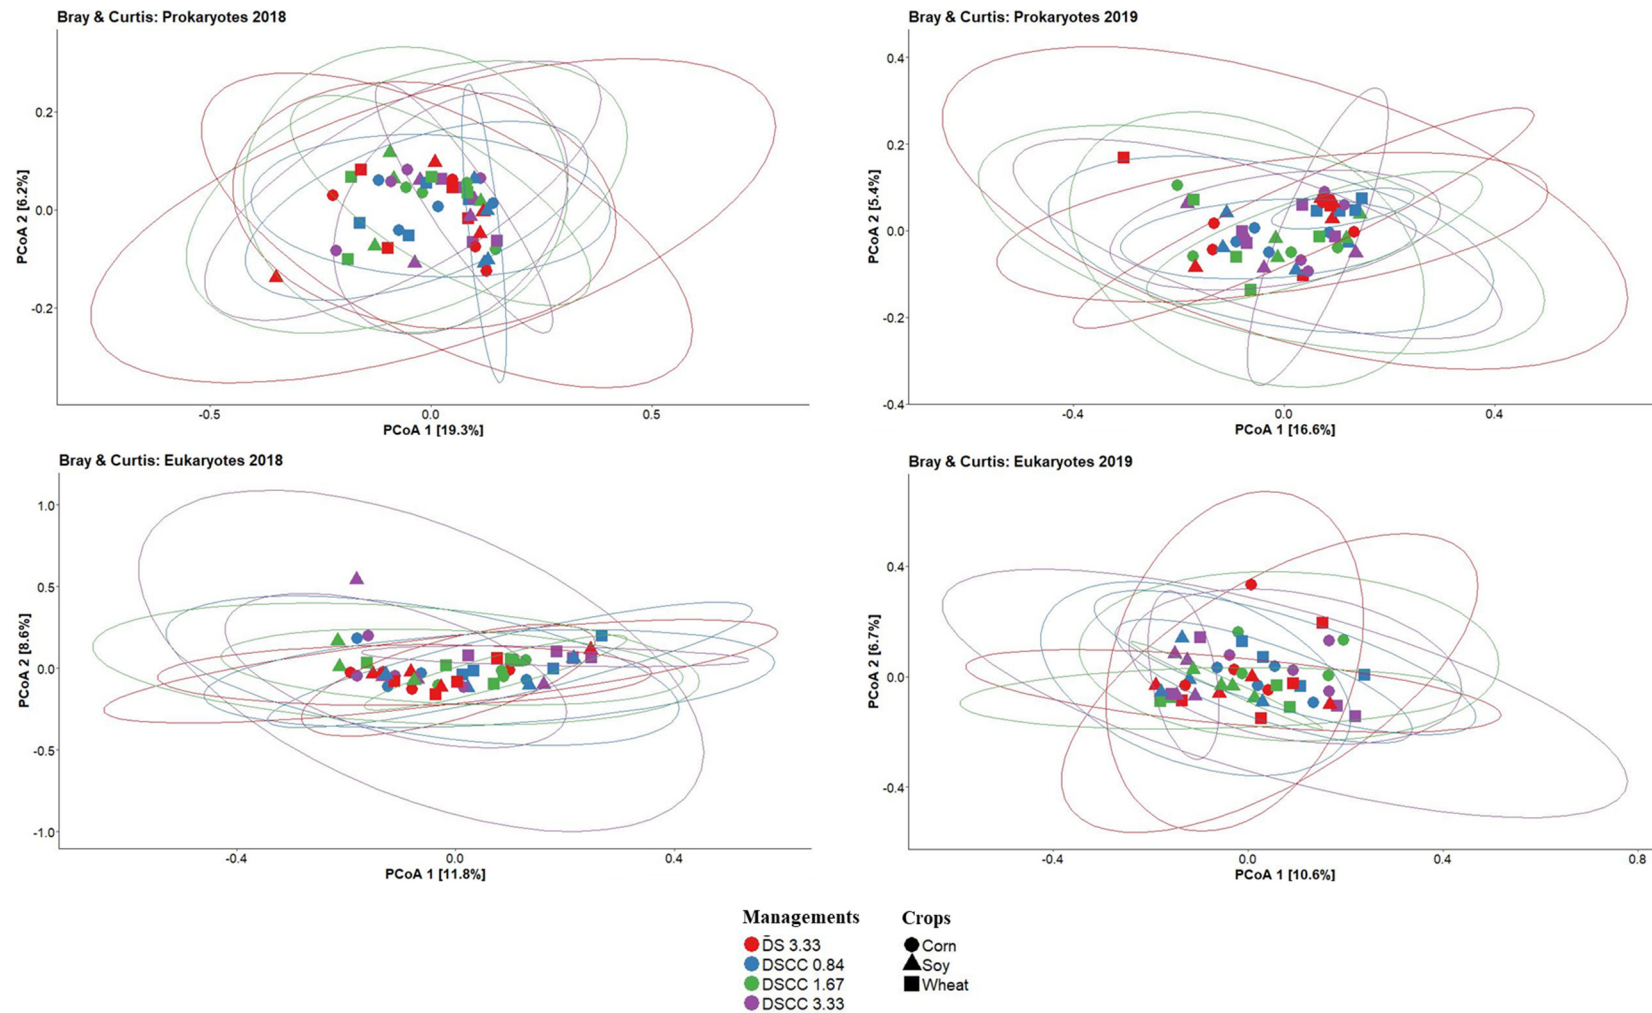 Bray & Curtis: Prokaryotes 2018
PCoA 2 [6.2%]
0.2
0.0
-0.2
-0.5
0.0
0.5
PCoA 1 [19.3%]
Bray & Curtis: Prokaryotes 2019
PCoA 2 [5.4%]
0.4
0.2
0.0
-0.2
-0.4
-0.4
0.0
0.4
PCoA 1 [16.6%]
Bray & Curtis: Eukaryotes 2018
PCoA 2 [8.6%]
1.0
0.5
0.0
-0.5
-1.0
-0.4
0.0
0.4
PCoA 1 [11.8%]
Bray & Curtis: Eukaryotes 2019
PCoA 2 [6.7%]
0.4
0.0
-0.4
-0.4
0.0
0.4
0.8
PCoA 1 [10.6%]
Managements
DS 3.33
DSCC 0.84
DSCC 1.67
DSCC 3.33
Crops
Corn
Soy
Wheat